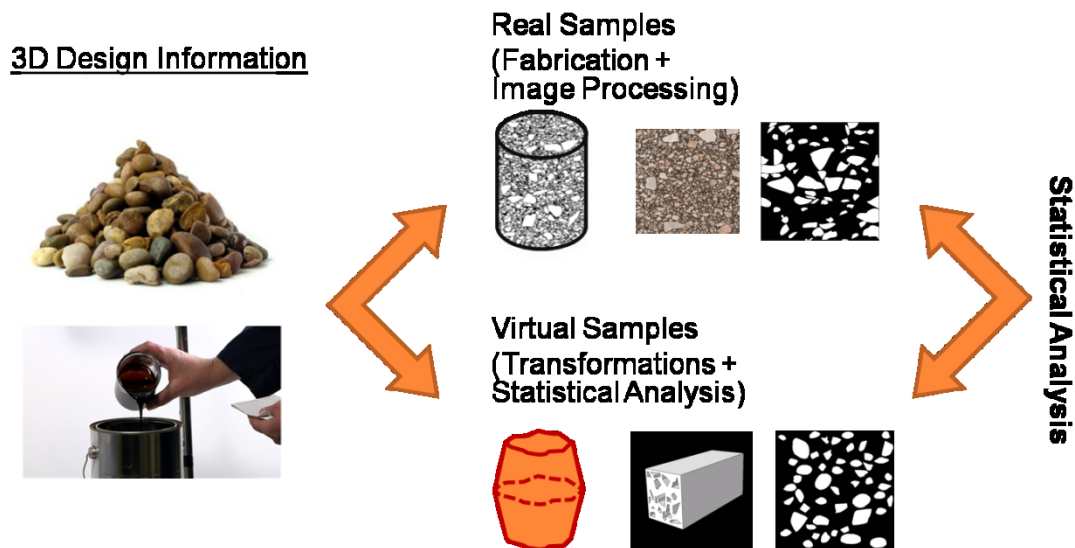 3D Design Information
Real Samples
(Fabrication +
Image Processing)
Virtual Samples
(Transformations +
Statistical Analysis)
Statistical Analysis